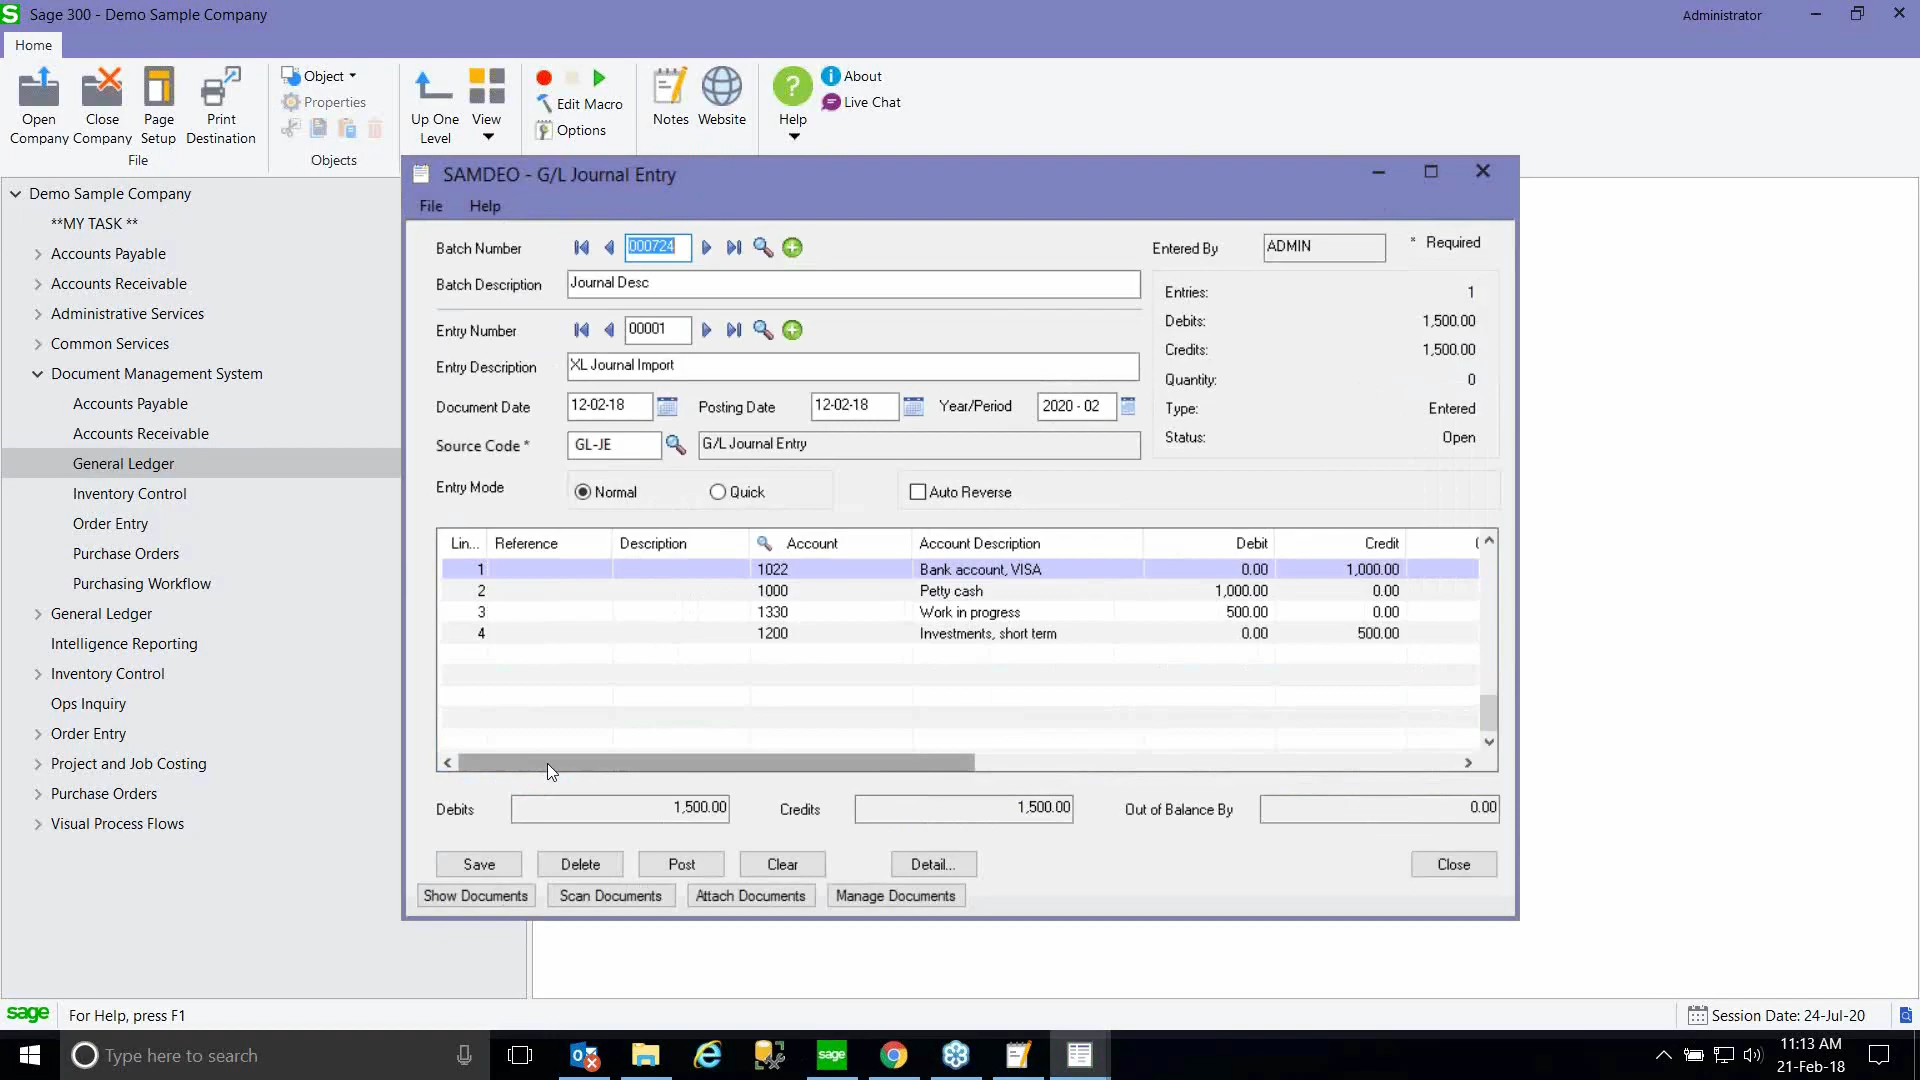 Sage 300 - Demo Sample Company
Administrator
Home
Open Company
Close Company
Page Setup
Print Destination
File
Object
Properties
Objects
Up One Level
View
Edit Macro
Options
Notes
Website
Help
About
Live Chat
Demo Sample Company
**MY TASK **
Accounts Payable
Accounts Receivable
Administrative Services
Common Services
Document Management System
Accounts Payable
Accounts Receivable
General Ledger
Inventory Control
Order Entry
Purchase Orders
Purchasing Workflow
General Ledger
Intelligence Reporting
Inventory Control
Ops Inquiry
Order Entry
Project and Job Costing
Purchase Orders
Visual Process Flows
SAMDEO - G/L Journal Entry
File Help
Batch Number 000724
Entered By ADMIN * Required
Batch Description Journal Desc
Entry Number 00001
Entry Description XL Journal Import
Document Date 12-02-18 Posting Date 12-02-18 Year/Period 2020 - 02
Source Code * GL-JE G/L Journal Entry
Entry Mode Normal Quick Auto Reverse
Entries: 1
Debits: 1,500.00
Credits: 1,500.00
Quantity: 0
Type: Entered
Status: Open
Lin... Reference Description Account Account Description Debit Credit
1 1022 Bank account, VISA 0.00 1,000.00
2 1000 Petty cash 1,000.00 0.00
3 1330 Work in progress 500.00 0.00
4 1200 Investments, short term 0.00 500.00
Debits 1,500.00 Credits 1,500.00 Out of Balance By 0.00
Save Delete Post Clear Detail... Close
Show Documents Scan Documents Attach Documents Manage Documents
sage For Help, press F1
Session Date: 24-Jul-20
Type here to search
sage
11:13 AM
21-Feb-18